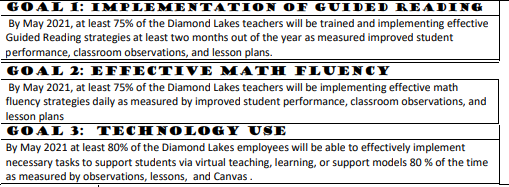 GOAL 1: IMPLEMENTATION OF GUIDED READING
By May 2021, at least 75% of the Diamond Lakes teachers will be trained and implementing effective
Guided Reading strategies at least two months out of the year as measured improved student
performance, classroom observations, and lesson plans.
GOAL 2: EFFECTIVE MATH FLUENCY
By May 2021, at least 75% of the Diamond Lakes teachers will be implementing effective math
fluency strategies daily as measured by improved student performance, classroom observations, and
lesson plans
GOAL 3: TECHNOLOGY USE
By May 2021 at least 80% of the Diamond Lakes employees will be able to effectively implement
necessary tasks to support students via virtual teaching, learning, or support models 80 % of the time
as measured by observations, lessons, and Canvas .